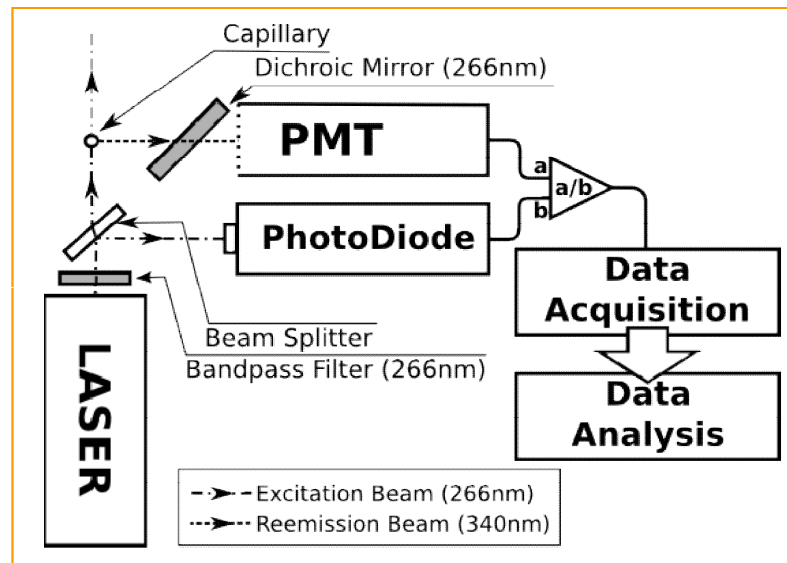 Capillary
Dichroic Mirror (266nm)
PMT
a
a/b
b
PhotoDiode
Data
Acquisition
Beam Splitter
Bandpass Filter (266nm)
LASER
Data
Analysis
Excitation Beam (266nm)
Reemission Beam (340nm)